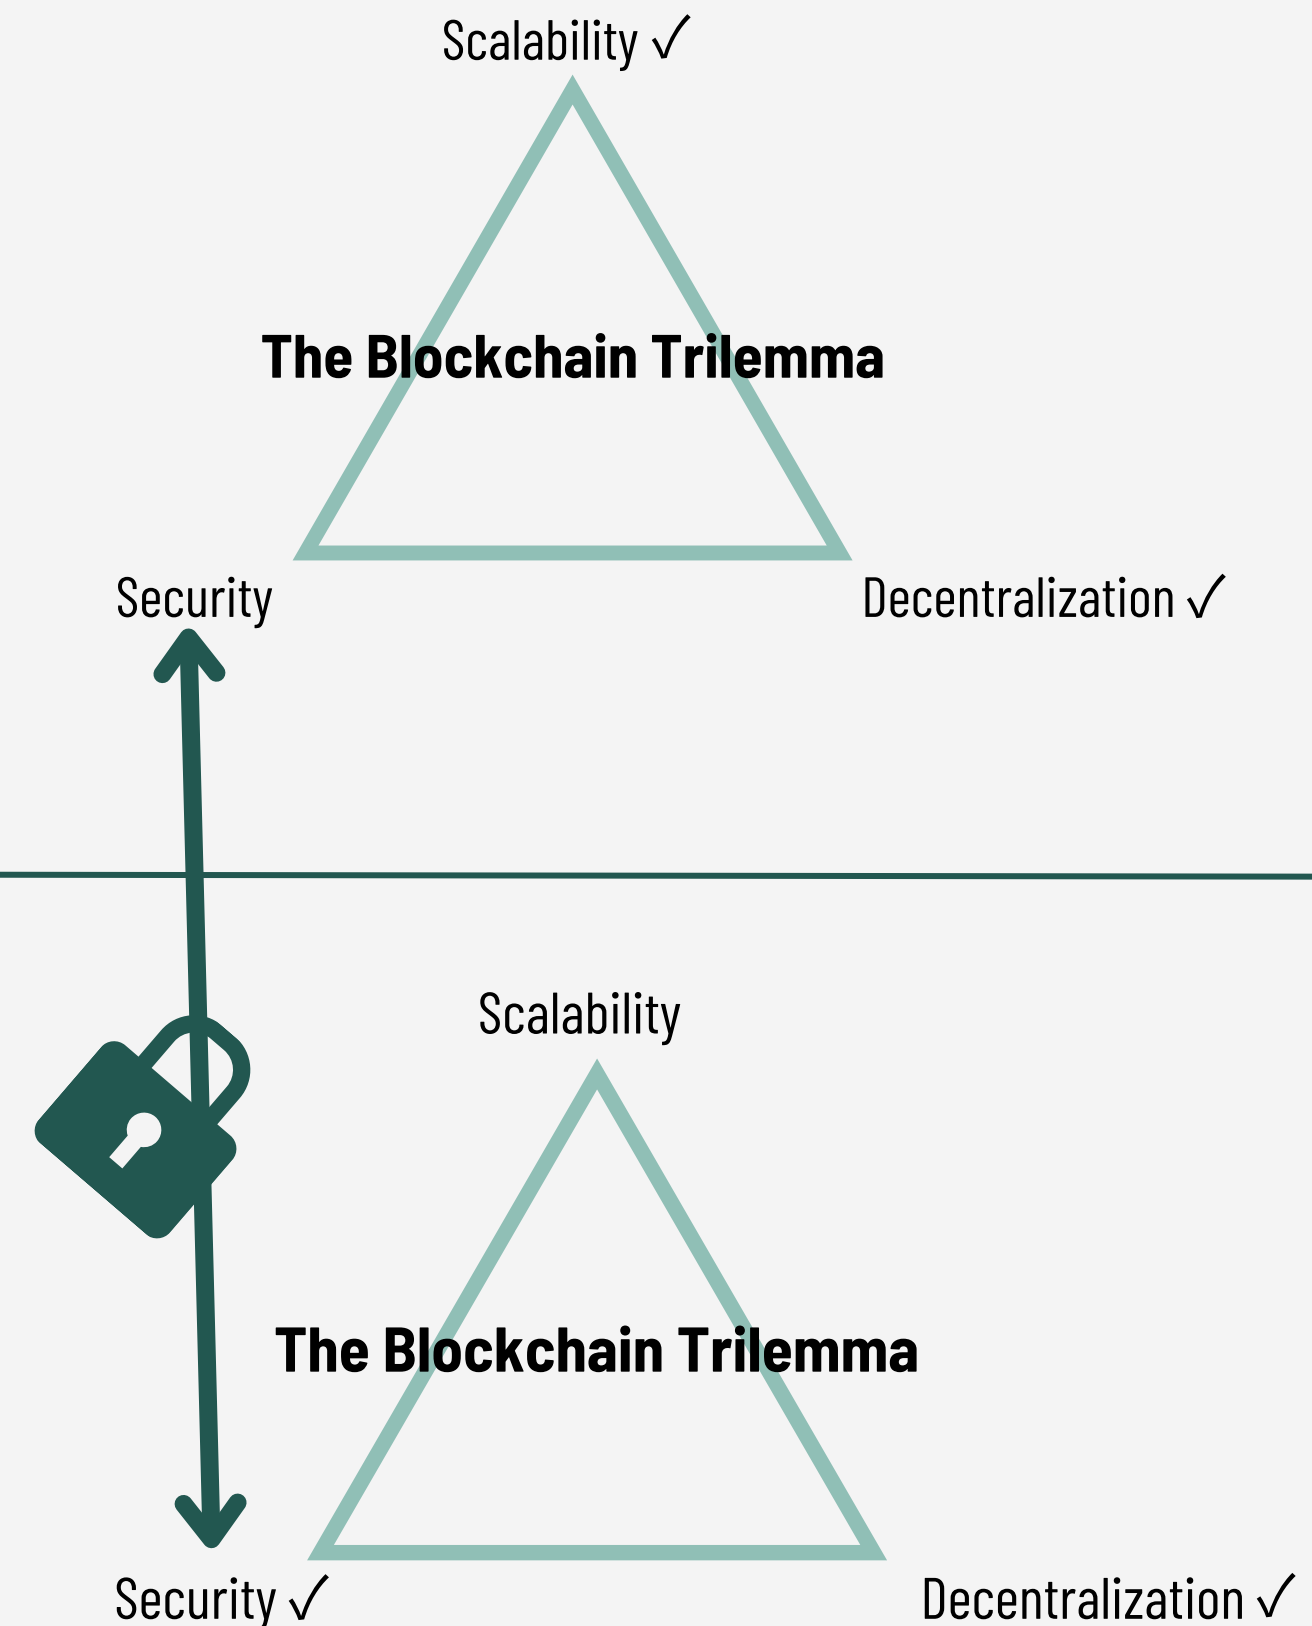 Scalability ✓
The Blockchain Trilemma
Security
Decentralization ✓
Scalability
The Blockchain Trilemma
Security ✓
Decentralization ✓